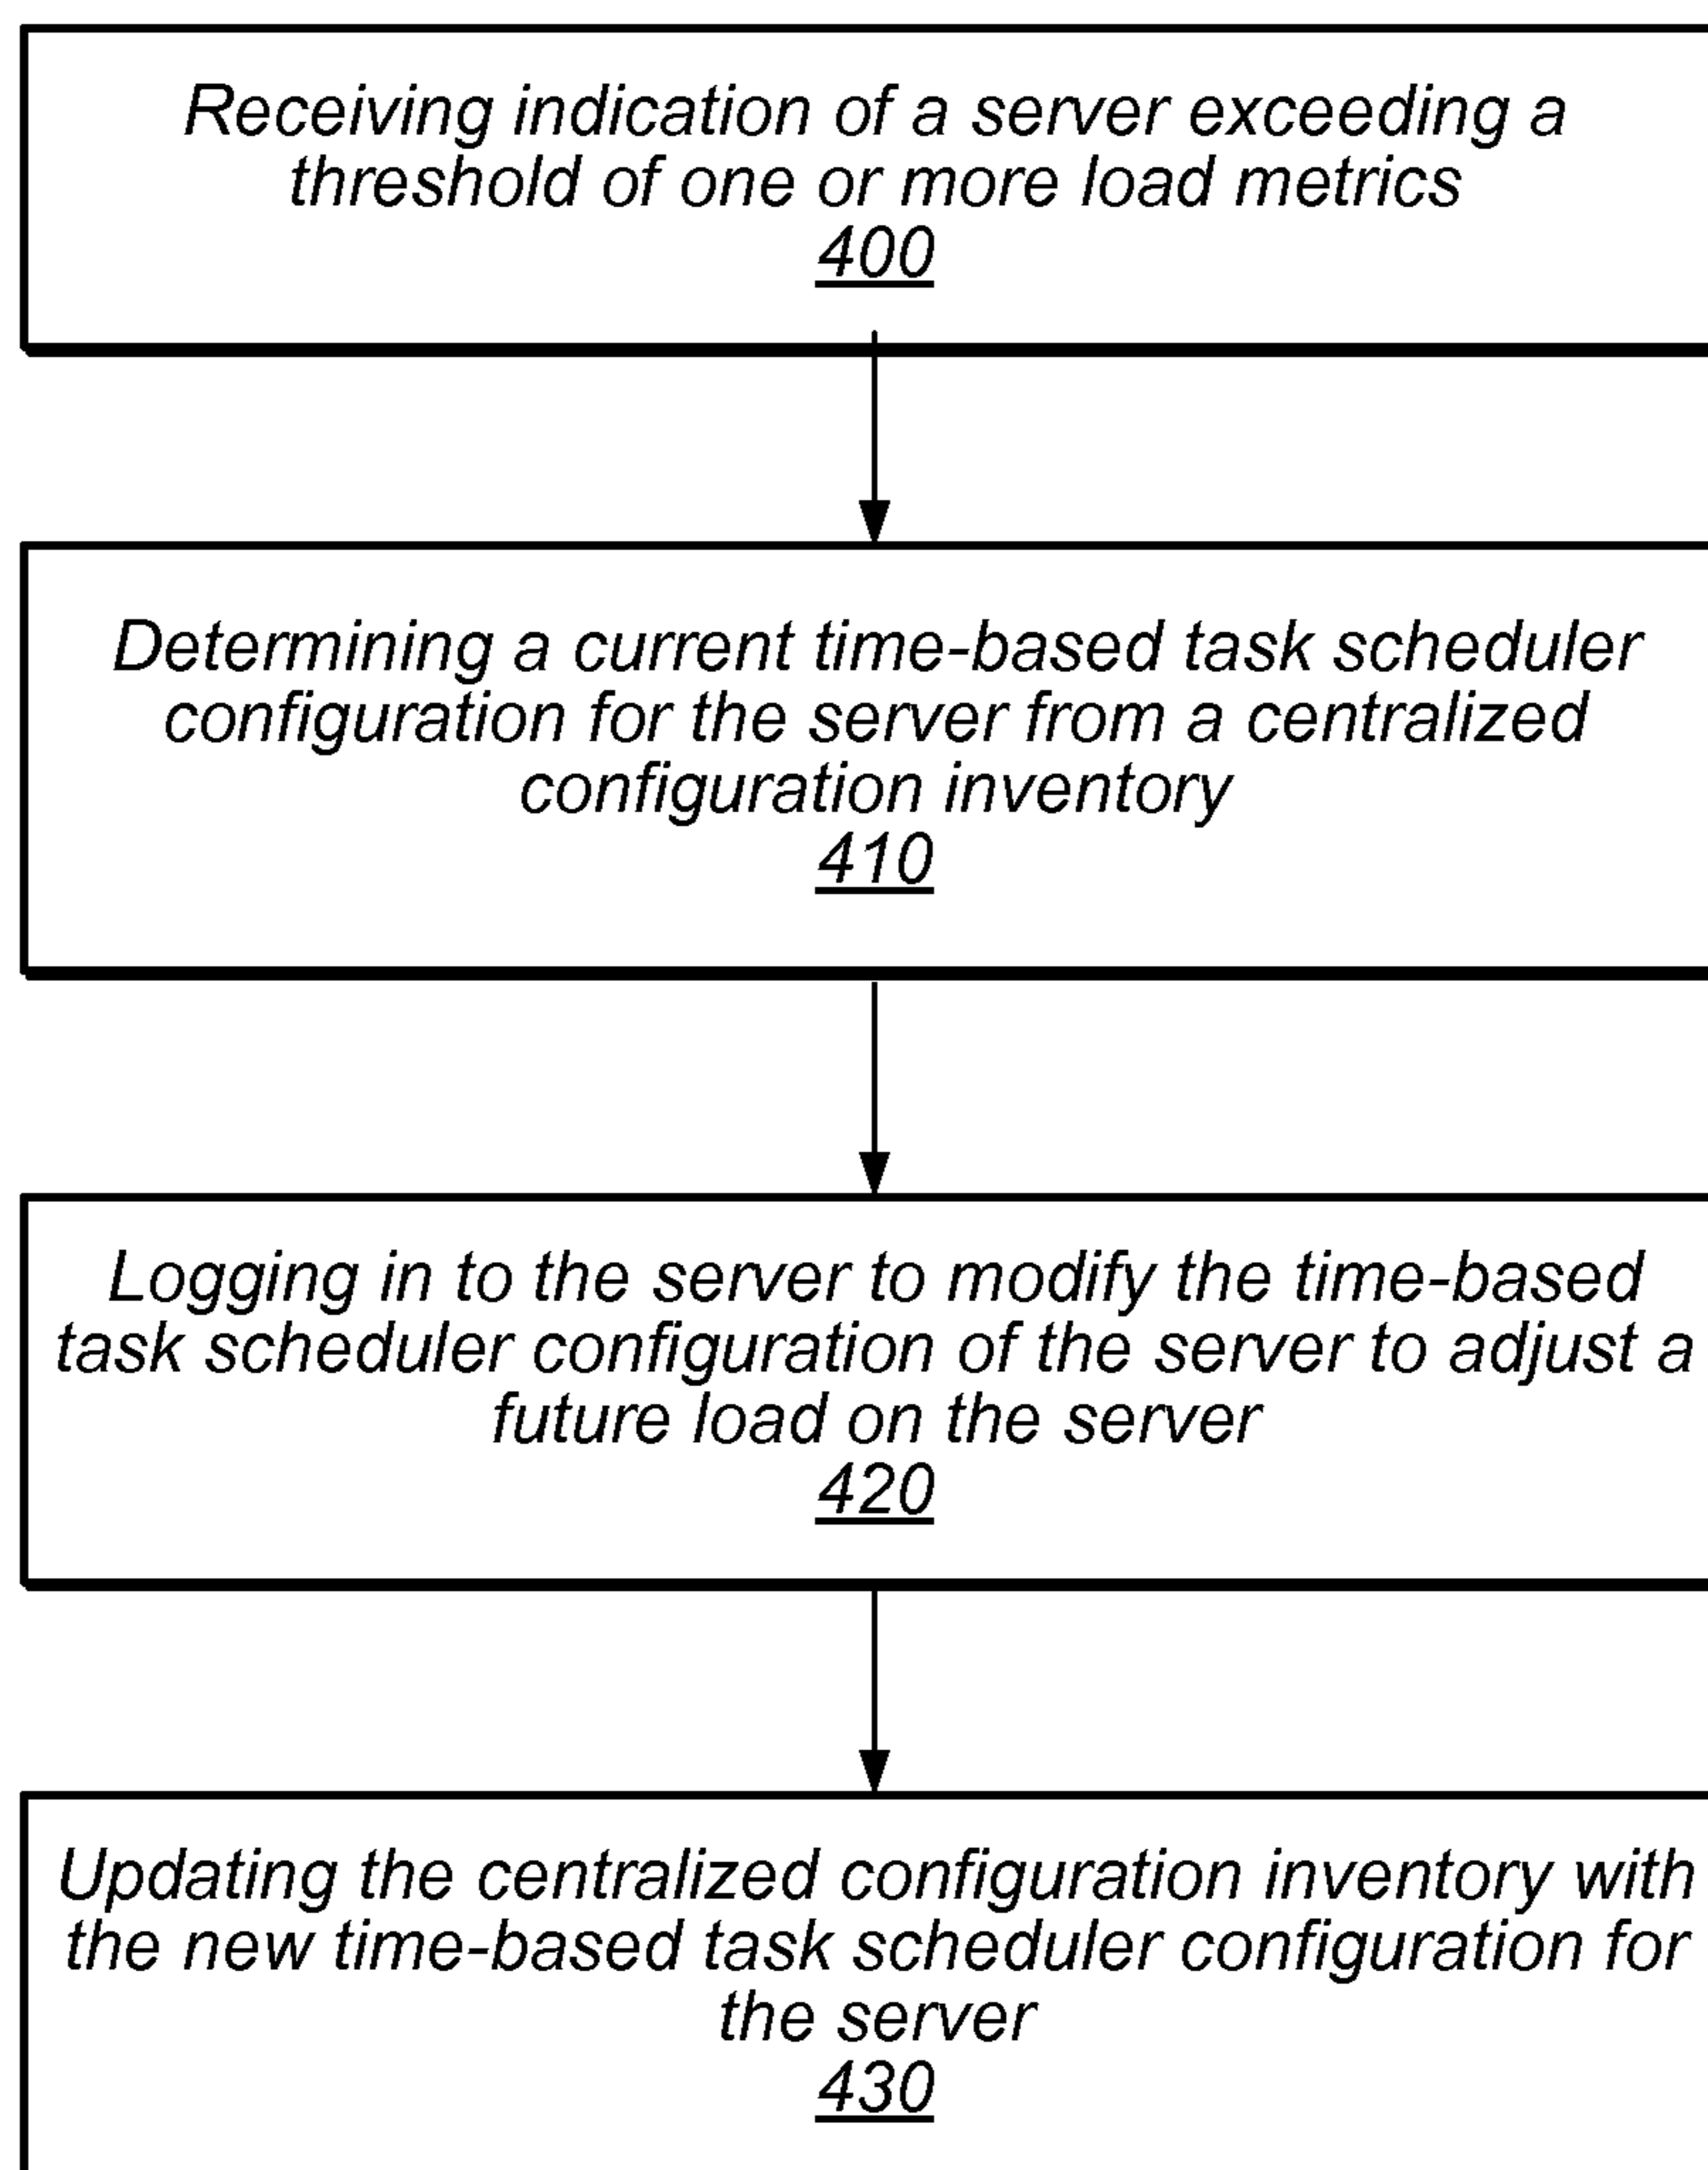 Receiving indication of a server exceeding a
threshold of one or more load metrics
400
Determining a current time-based task scheduler
configuration for the server from a centralized
configuration inventory
410
Logging in to the server to modify the time-based
task scheduler configuration of the server to adjust a
future load on the server
420
Updating the centralized configuration inventory with
the new time-based task scheduler configuration for
the server
430